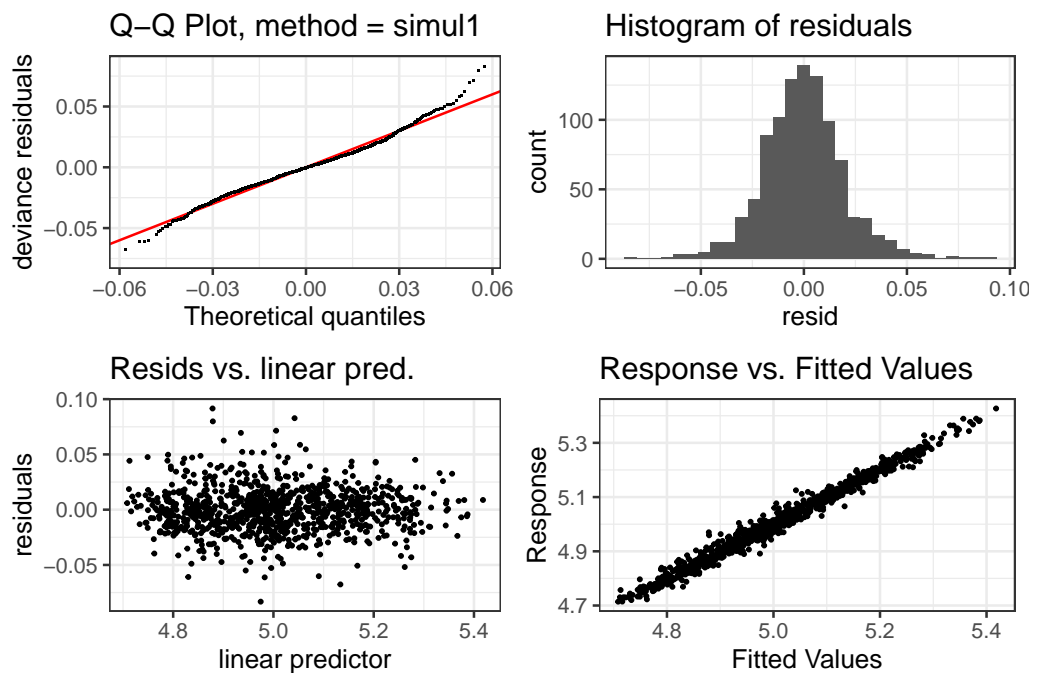 Q−Q Plot, method = simul1
deviance residuals
0.05
0.00
−0.05
−0.06 −0.03 0.00 0.03 0.06
Theoretical quantiles
Histogram of residuals
count
100
50
0
−0.05 0.00 0.05 0.10
resid
Resids vs. linear pred.
residuals
0.10
0.05
0.00
−0.05
4.8 5.0 5.2 5.4
linear predictor
Response vs. Fitted Values
Response
5.3
5.1
4.9
4.7
4.8 5.0 5.2 5.4
Fitted Values